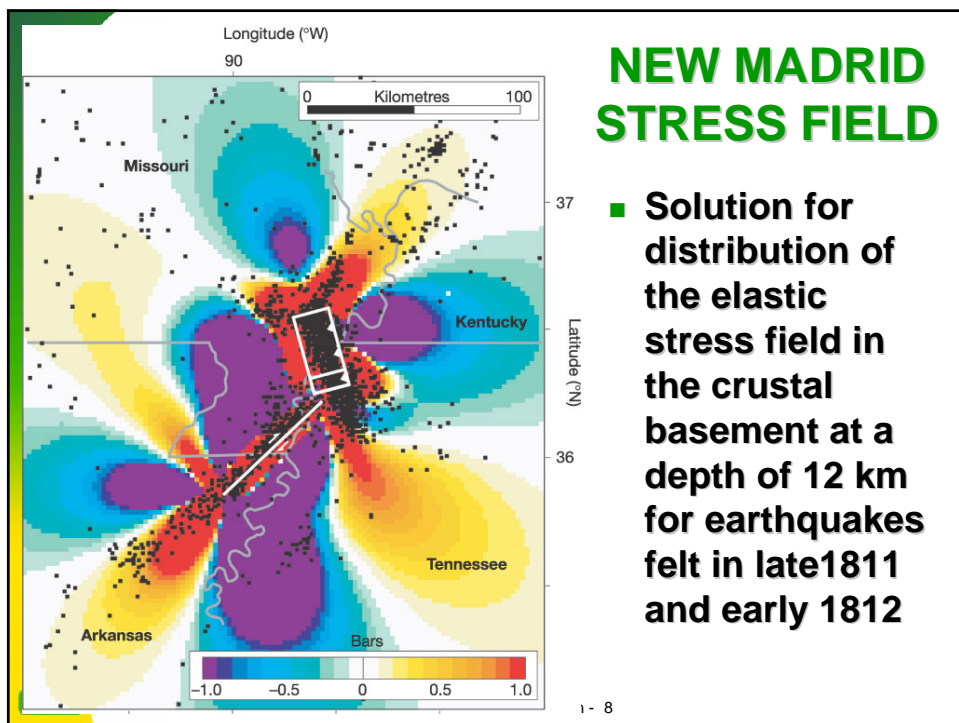 Longitude (°W)
90
0 Kilometres 100
Missouri
37
Kentucky
Latitude (°N)
36
Tennessee
Arkansas
Bars
−1.0 −0.5 0 0.5 1.0
NEW MADRID
STRESS FIELD
Solution for
distribution of
the elastic
stress field in
the crustal
basement at a
depth of 12 km
for earthquakes
felt in late1811
and early 1812
- 8